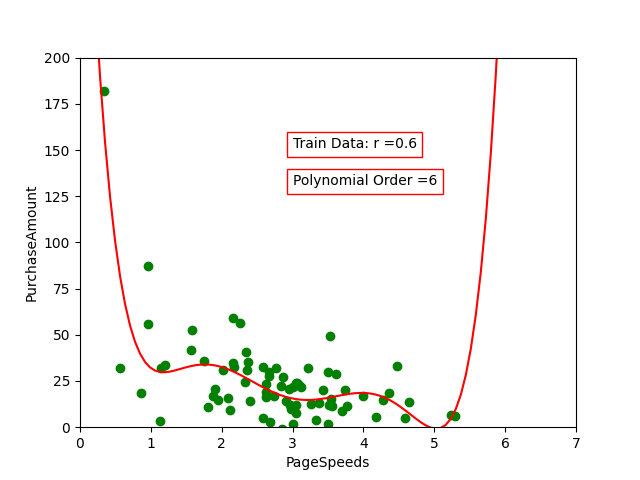 200
175
150
125
100
75
50
25
0
PurchaseAmount
Train Data: r =0.6
Polynomial Order =6
0 1 2 3 4 5 6 7
PageSpeeds